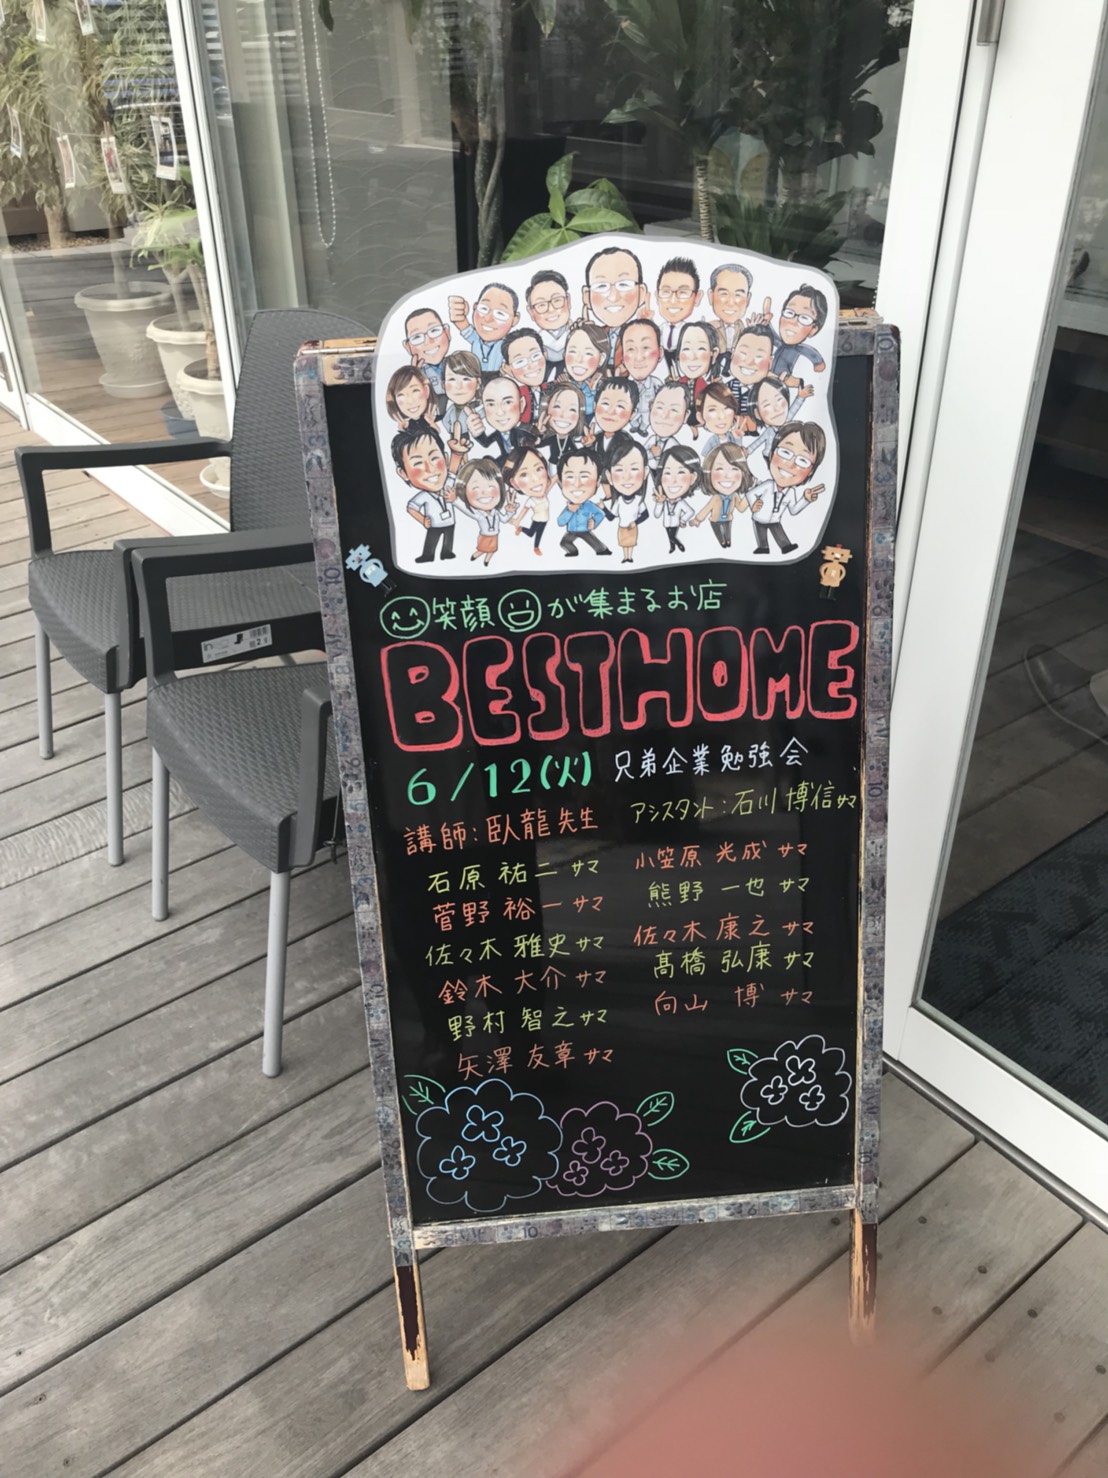 笑顔が集まるお店
BESTHOME
6/12(火) 兄弟企業勉強会
講師:臥龍先生
アシスタント:石川 博信サマ
石原 祐二サマ
菅野 裕一サマ
佐々木 雅史サマ
鈴木 大介サマ
野村 智之サマ
矢澤 友章サマ
小笠原 光成サマ
熊野 一也サマ
佐々木 康之サマ
髙橋 弘康サマ
向山 博サマ